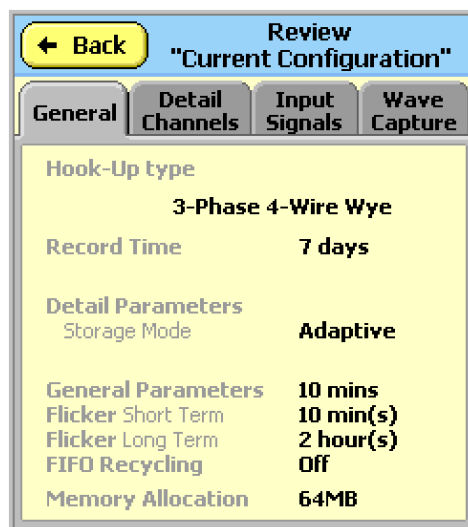 ← Back
Review
"Current Configuration"
General
Detail Channels
Input Signals
Wave Capture
Hook-Up type
3-Phase 4-Wire Wye
Record Time 7 days
Detail Parameters
Storage Mode Adaptive
General Parameters 10 mins
Flicker Short Term 10 min(s)
Flicker Long Term 2 hour(s)
FIFO Recycling Off
Memory Allocation 64MB